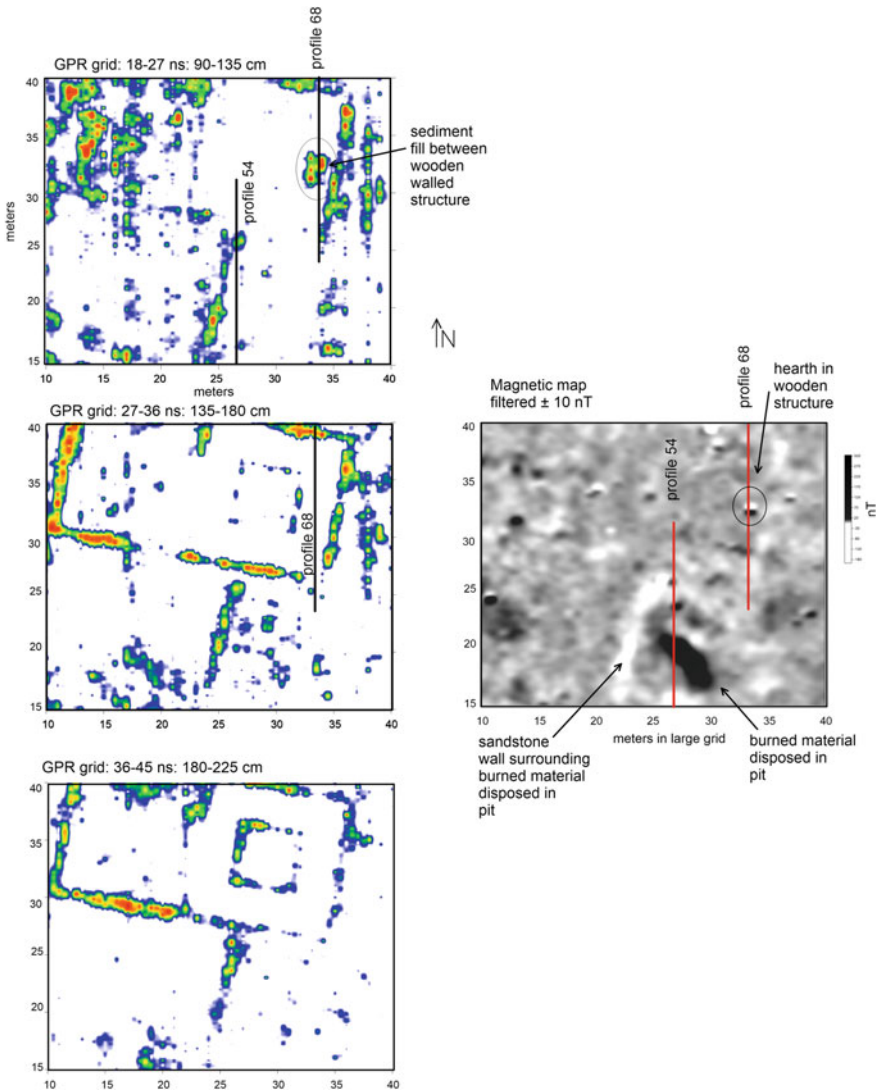 profile 68
GPR grid: 18-27 ns: 90-135 cm
40
35
30
25
20
15
meters
10
15
20
25
30
35
40
meters
profile 54
sediment
fill between
wooden
walled
structure
N
GPR grid: 27-36 ns: 135-180 cm
40
35
30
25
20
15
10
15
20
25
30
35
40
profile 68
GPR grid: 36-45 ns: 180-225 cm
40
35
30
25
20
15
10
15
20
25
30
35
40
Magnetic map
filtered ± 10 nT
profile 68
hearth in
wooden
structure
profile 54
40
35
30
25
20
15
10
15
20
25
30
35
40
meters in large grid
nT
sandstone
wall surrounding
burned material
disposed in
pit
burned material
disposed in
pit